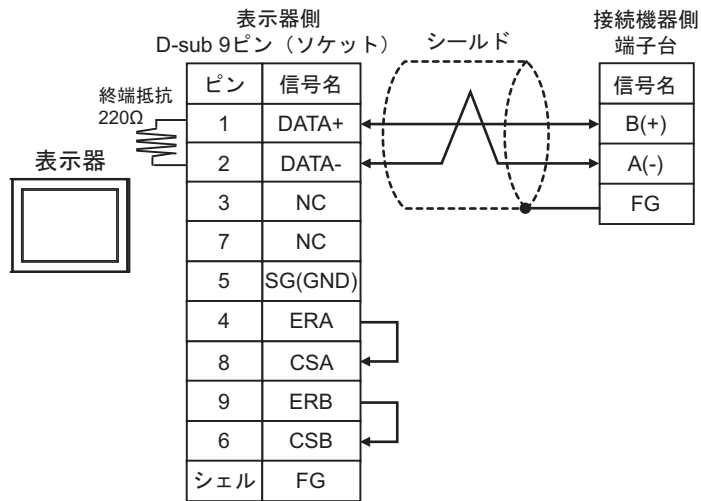 表示器側
D-sub 9ピン（ソケット）
シールド
接続機器側
端子台
終端抵抗
220Ω
表示器
ピン 信号名
1 DATA+
2 DATA-
3 NC
7 NC
5 SG(GND)
4 ERA
8 CSA
9 ERB
6 CSB
シェル FG
信号名
B(+)
A(-)
FG